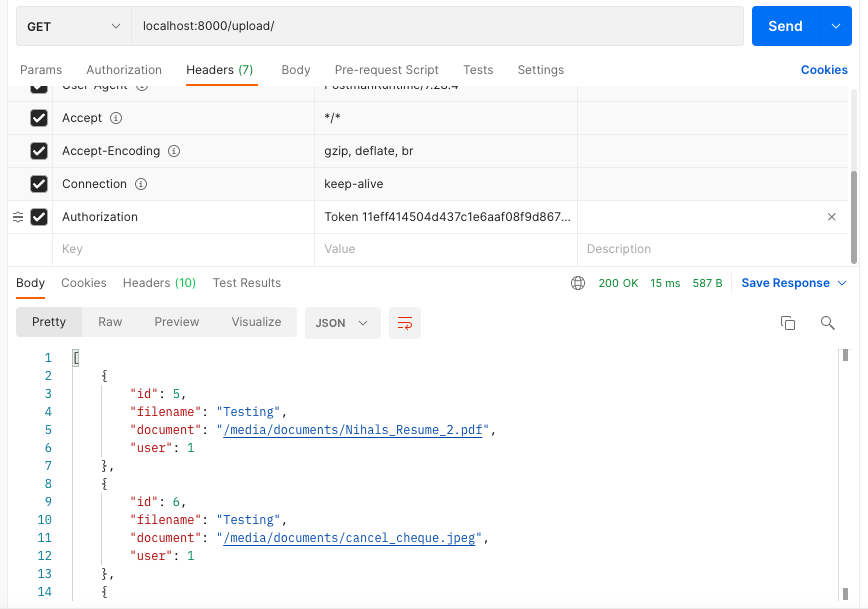 GET localhost:8000/upload/ Send
Params Authorization Headers (7) Body Pre-request Script Tests Settings Cookies
User-Agent PostmanRuntime/7.28.4
Accept */*
Accept-Encoding gzip, deflate, br
Connection keep-alive
Authorization Token 11eff414504d437c1e6aaf08f9d867...
Key Value Description
Body Cookies Headers (10) Test Results 200 OK 15 ms 587 B Save Response
Pretty Raw Preview Visualize JSON
1 [
2 {
3 "id": 5,
4 "filename": "Testing",
5 "document": "/media/documents/Nihals_Resume_2.pdf",
6 "user": 1
7 },
8 {
9 "id": 6,
10 "filename": "Testing",
11 "document": "/media/documents/cancel_cheque.jpeg",
12 "user": 1
13 },
14 {